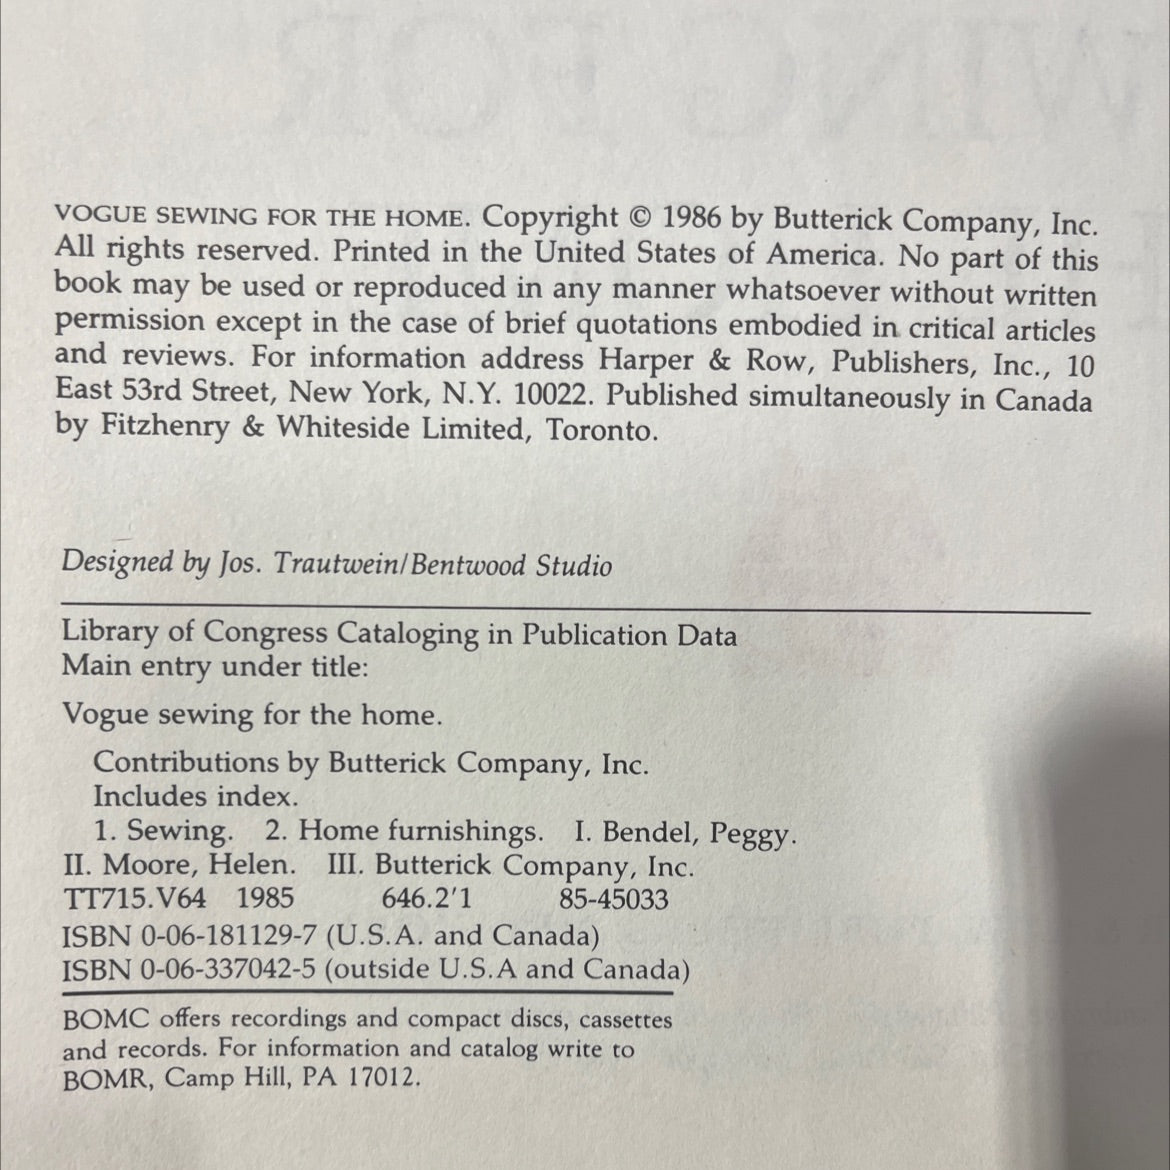 VOGUE SEWING FOR THE HOME. Copyright © 1986 by Butterick Company, Inc.
All rights reserved. Printed in the United States of America. No part of this
book may be used or reproduced in any manner whatsoever without written
permission except in the case of brief quotations embodied in critical articles
and reviews. For information address Harper & Row, Publishers, Inc., 10
East 53rd Street, New York, N.Y. 10022. Published simultaneously in Canada
by Fitzhenry & Whiteside Limited, Toronto.
Designed by Jos. Trautwein/Bentwood Studio
Library of Congress Cataloging in Publication Data
Main entry under title:
Vogue sewing for the home.
Contributions by Butterick Company, Inc.
Includes index.
1. Sewing. 2. Home furnishings. I. Bendel, Peggy.
II. Moore, Helen. III. Butterick Company, Inc.
TT715.V64 1985 646.2'1 85-45033
ISBN 0-06-181129-7 (U.S.A. and Canada)
ISBN 0-06-337042-5 (outside U.S.A and Canada)
BOMC offers recordings and compact discs, cassettes
and records. For information and catalog write to
BOMR, Camp Hill, PA 17012.